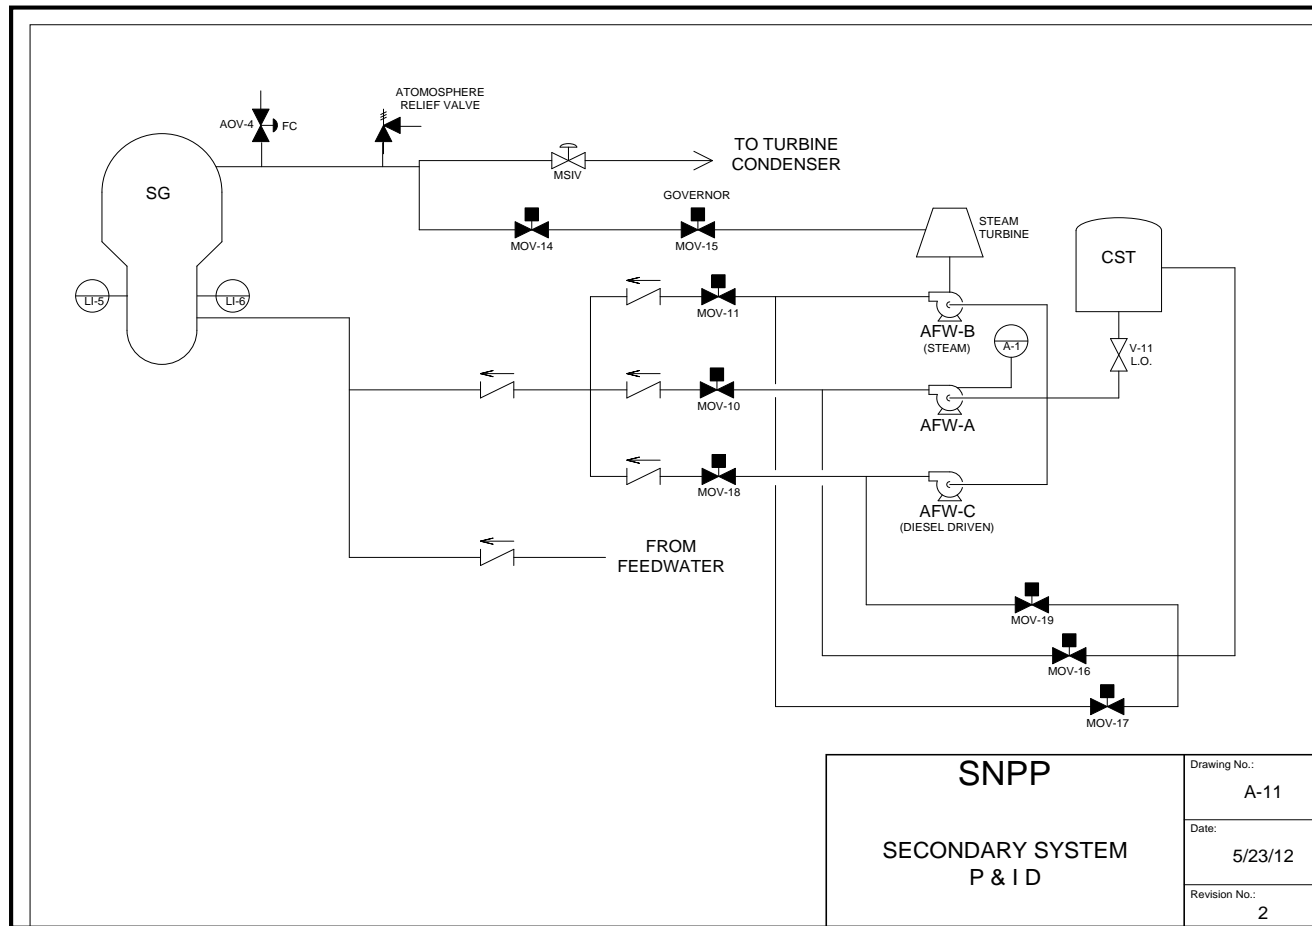 ATOMOSPHERE
RELIEF VALVE
AOV-4
FC
TO TURBINE
CONDENSER
MSIV
SG
GOVERNOR
STEAM
TURBINE
MOV-14
MOV-15
CST
LI-5
LI-6
MOV-11
AFW-B
(STEAM)
A-1
V-11
L.O.
MOV-10
AFW-A
MOV-18
AFW-C
(DIESEL DRIVEN)
FROM
FEEDWATER
MOV-19
MOV-16
MOV-17
SNPP
SECONDARY SYSTEM
P & I D
Drawing No.:
A-11
Date:
5/23/12
Revision No.:
2